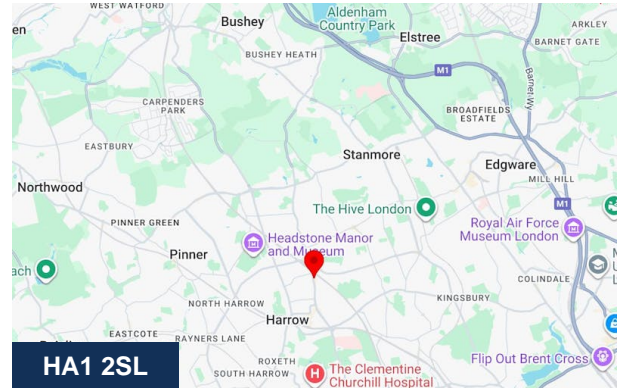 WEST WATFORD
Bushey
Aldenham
Country Park
Elstree
ARKLEY
BARNET GATE
en
BUSHEY HEATH
M1
Barnet Wy
CARPENDERS
PARK
BROADFIELDS
ESTATE
EASTBURY
Stanmore
Edgware
MILL HILL
Northwood
The Hive London
M1
PINNER GREEN
Headstone Manor
and Museum
Royal Air Force
Museum London
Pinner
ach
COLINDALE
NORTH HARROW
KINGSBURY
Harrow
EASTCOTE
RAYNERS LANE
ROXETH
SOUTH HARROW
H
The Clementine
Churchill Hospital
Flip Out Brent Cross
HA1 2SL